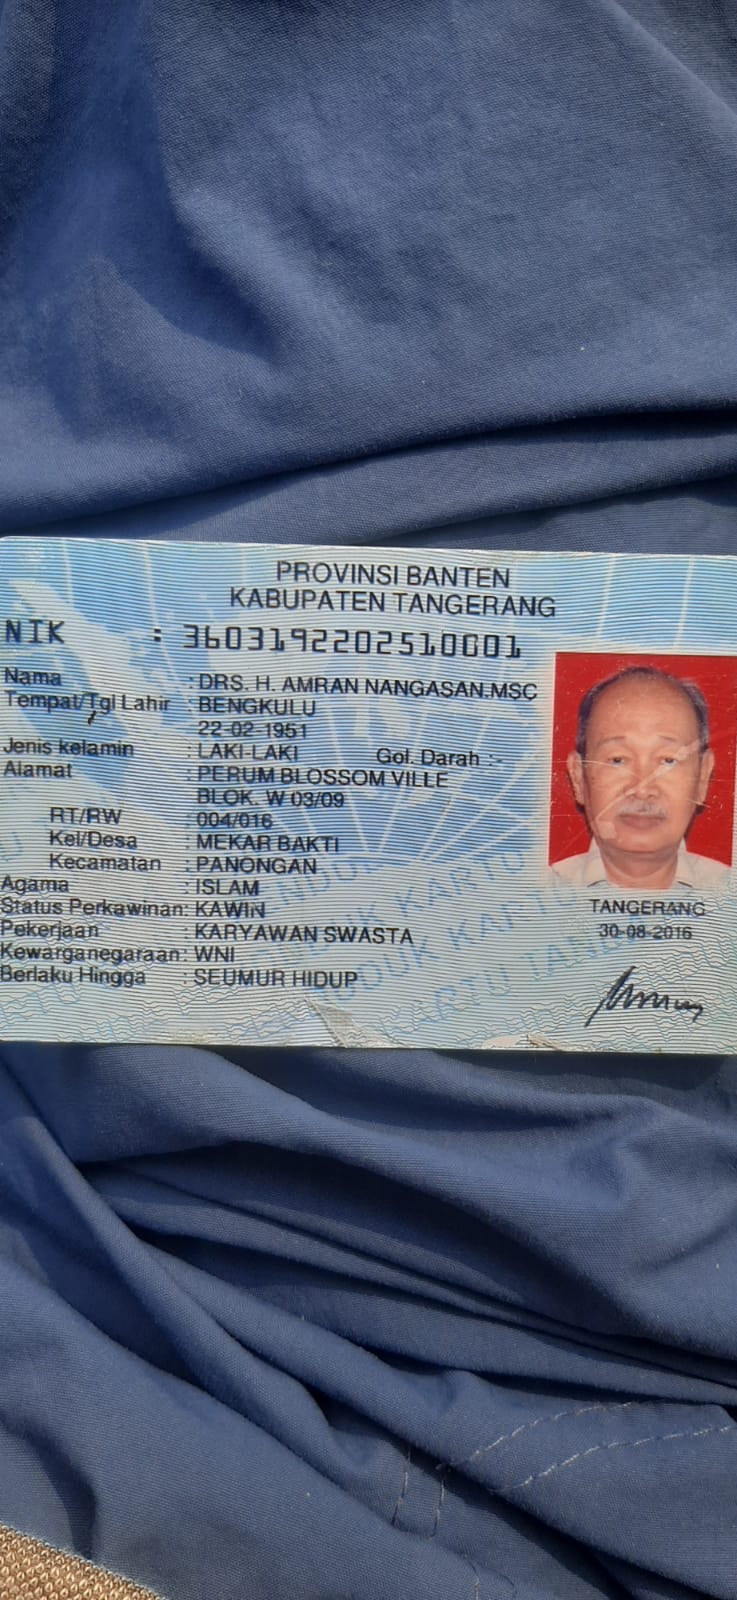 PROVINSI BANTEN
KABUPATEN TANGERANG
NIK : 3603192202510001
Nama : DRS. H. AMRAN NANGASAN.MSC
Tempat/Tgl Lahir : BENGKULU
22-02-1951
Jenis kelamin : LAKI-LAKI Gol. Darah :-
Alamat : PERUM BLOSSOM VILLE
BLOK. W 03/09
RT/RW : 004/016
Kel/Desa : MEKAR BAKTI
Kecamatan : PANONGAN
Agama : ISLAM
Status Perkawinan: KAWIN
Pekerjaan : KARYAWAN SWASTA
Kewarganegaraan: WNI
Berlaku Hingga : SEUMUR HIDUP
TANGERANG
30-08-2016